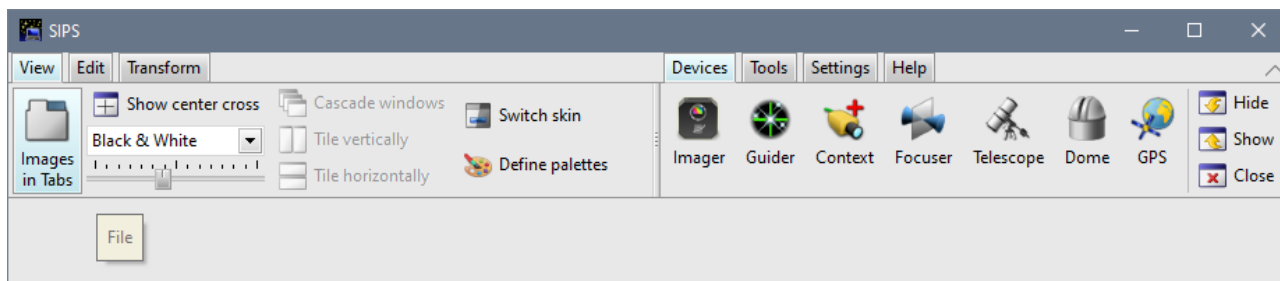 SIPS
View Edit Transform
Devices Tools Settings Help
Images
in Tabs
Show center cross
Black & White
Cascade windows
Tile vertically
Tile horizontally
Switch skin
Define palettes
Imager
Guider
Context
Focuser
Telescope
Dome
GPS
Hide
Show
Close
File